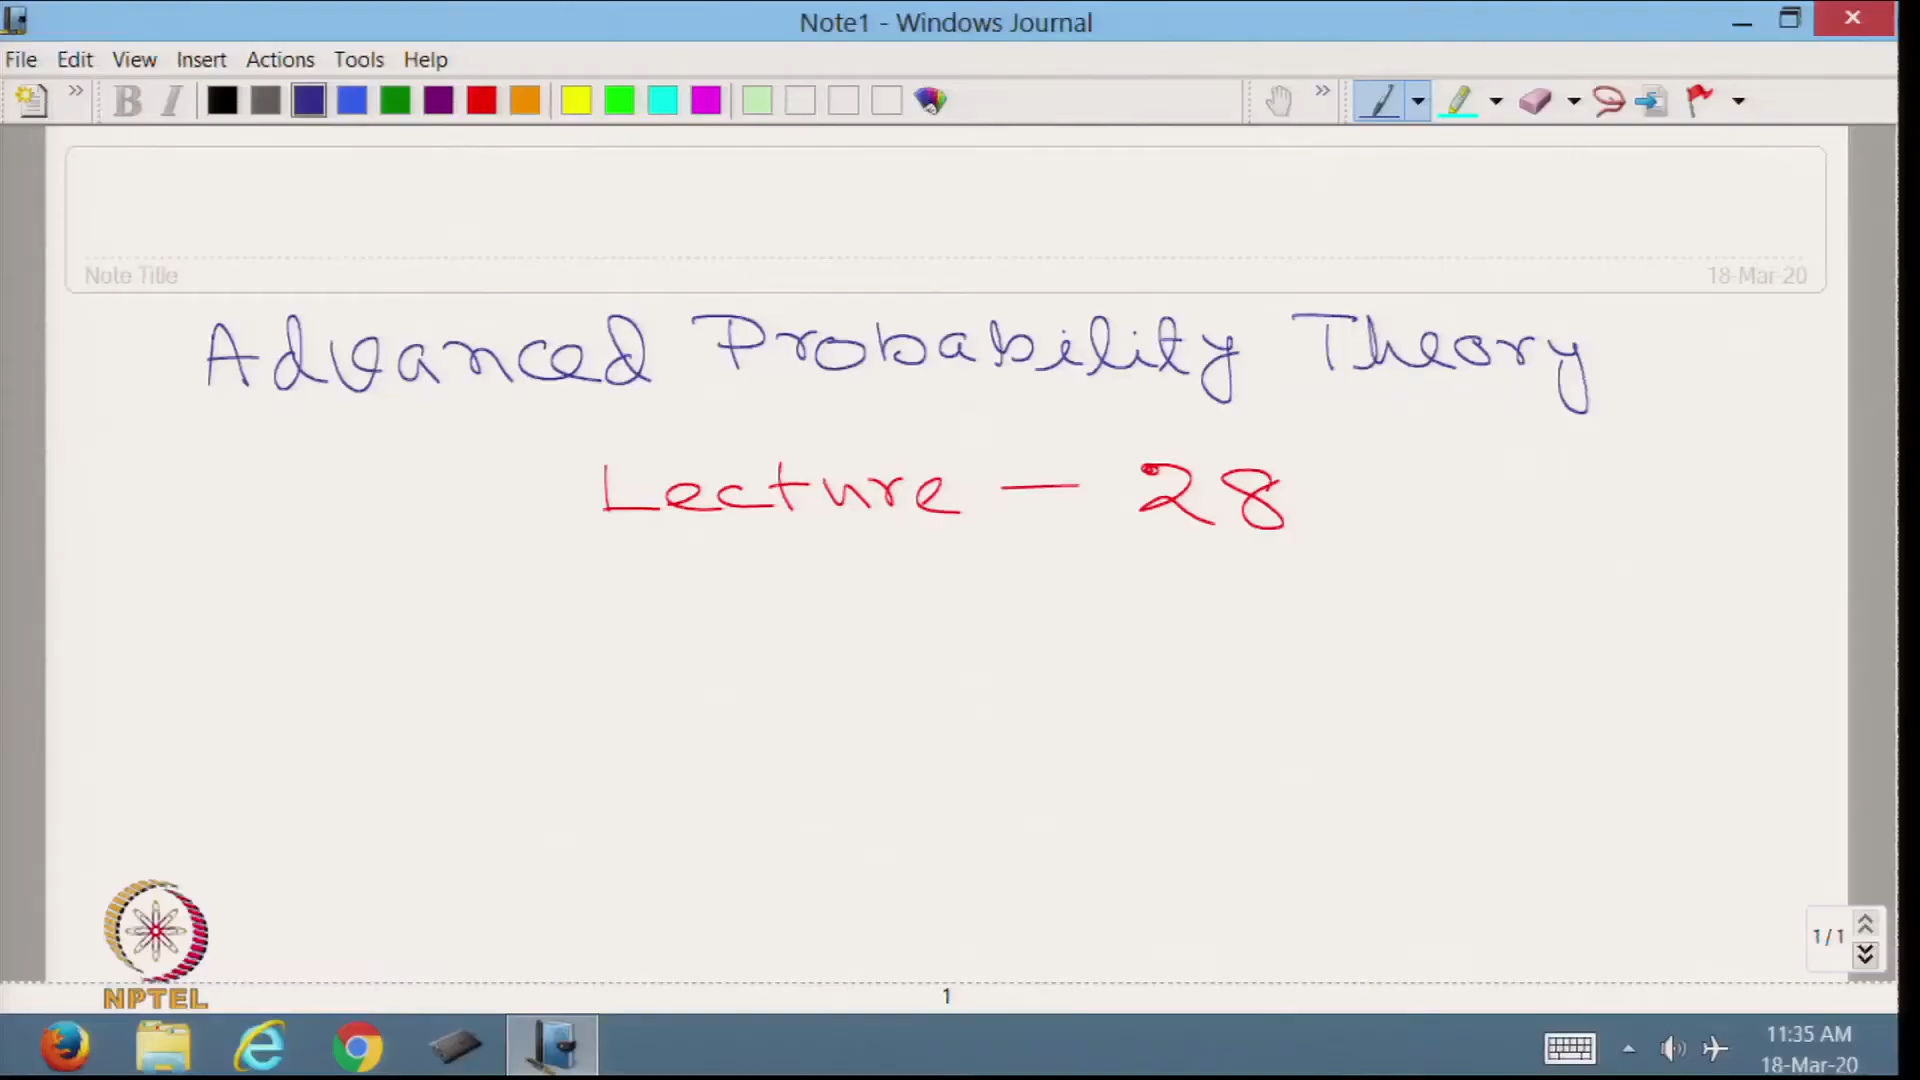 Note1 - Windows Journal
File Edit View Insert Actions Tools Help
B I
Note Title 18-Mar-20
Advanced Probability Theory
Lecture — 28
1/1
NPTEL
1
11:35 AM
18-Mar-20